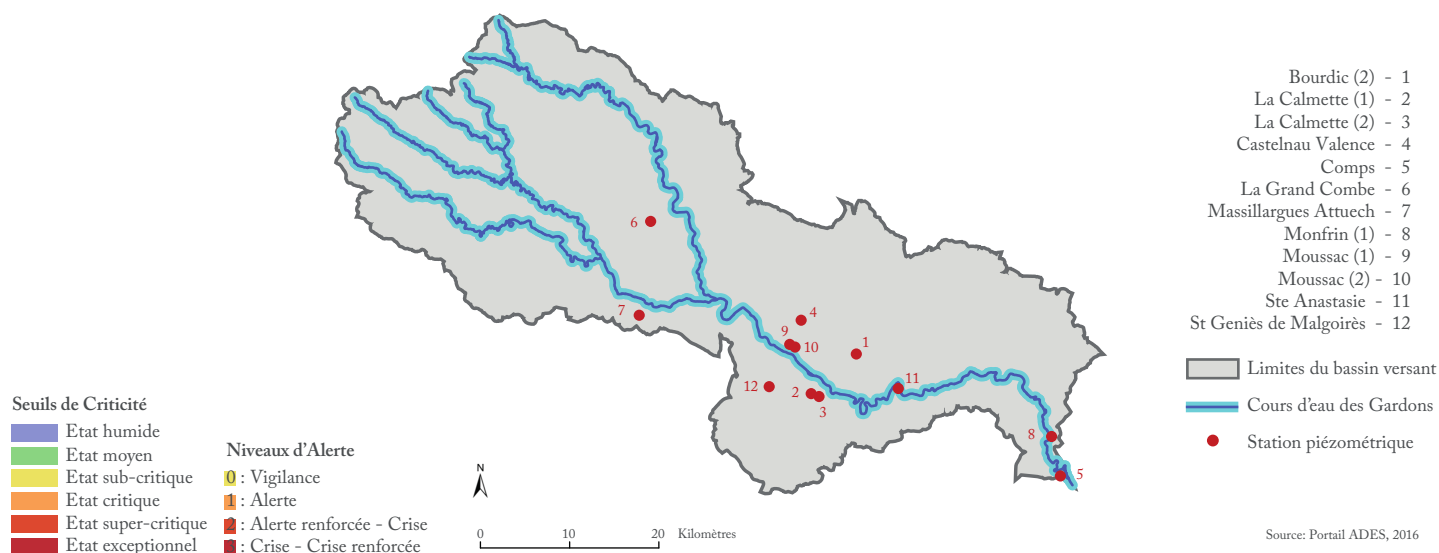 Bourdic (2) - 1
La Calmette (1) - 2
La Calmette (2) - 3
Castelnau Valence - 4
Comps - 5
La Grand Combe - 6
Massillargues Attuech - 7
Monfrin (1) - 8
Moussac (1) - 9
Moussac (2) - 10
Ste Anastasie - 11
St Geniès de Malgoirès - 12
Limites du bassin versant
Cours d'eau des Gardons
Station piézométrique
6
7
4
9
10
1
12
2
3
11
8
5
Seuils de Criticité
Etat humide
Etat moyen
Etat sub-critique
Etat critique
Etat super-critique
Etat exceptionnel
Niveaux d'Alerte
0 : Vigilance
1 : Alerte
2 : Alerte renforcée - Crise
3 : Crise - Crise renforcée
N
0 10 20 Kilomètres
Source: Portail ADES, 2016